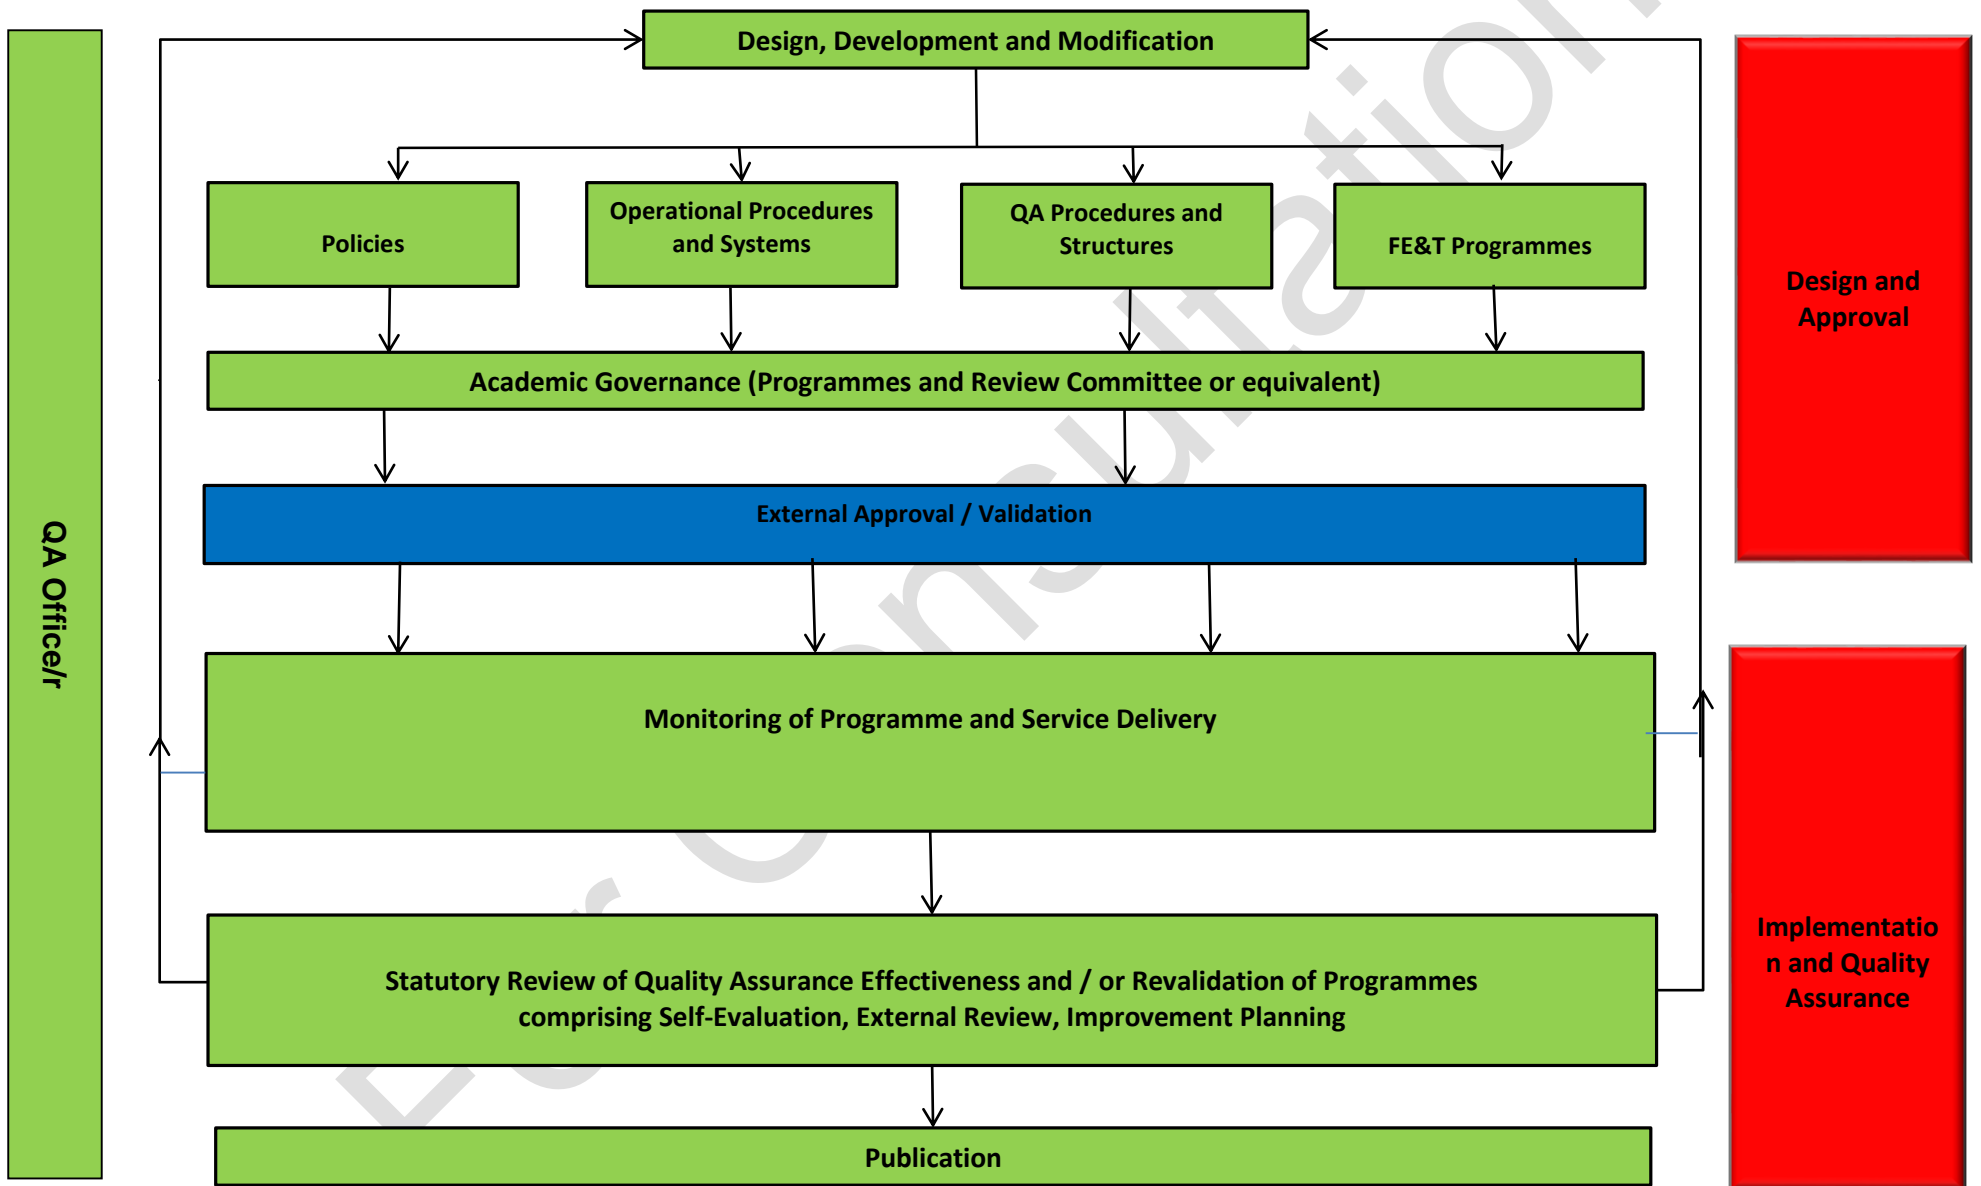 Design, Development and Modification
Policies
Operational Procedures
and Systems
QA Procedures and
Structures
FE&T Programmes
Academic Governance (Programmes and Review Committee or equivalent)
External Approval / Validation
Monitoring of Programme and Service Delivery
Statutory Review of Quality Assurance Effectiveness and / or Revalidation of Programmes
comprising Self-Evaluation, External Review, Improvement Planning
Publication
QA Office/r
Design and
Approval
Implementatio
n and Quality
Assurance
For Consultation